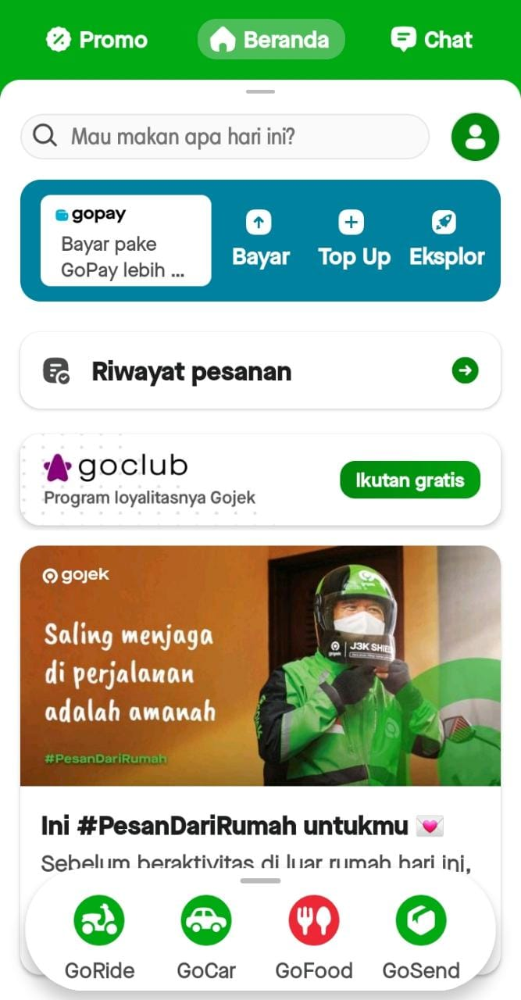 Promo
Beranda
Chat
Mau makan apa hari ini?
gopay
Bayar pake
GoPay lebih ...
Bayar
Top Up
Eksplor
Riwayat pesanan
goclub
Program loyalitasnya Gojek
Ikutan gratis
gojek
Saling menjaga
di perjalanan
adalah amanah
#PesanDariRumah
gojek
J3K SHIE
Ini #PesanDariRumah untukmu 💌
Sebelum beraktivitas di luar rumah hari ini,
GoRide
GoCar
GoFood
GoSend